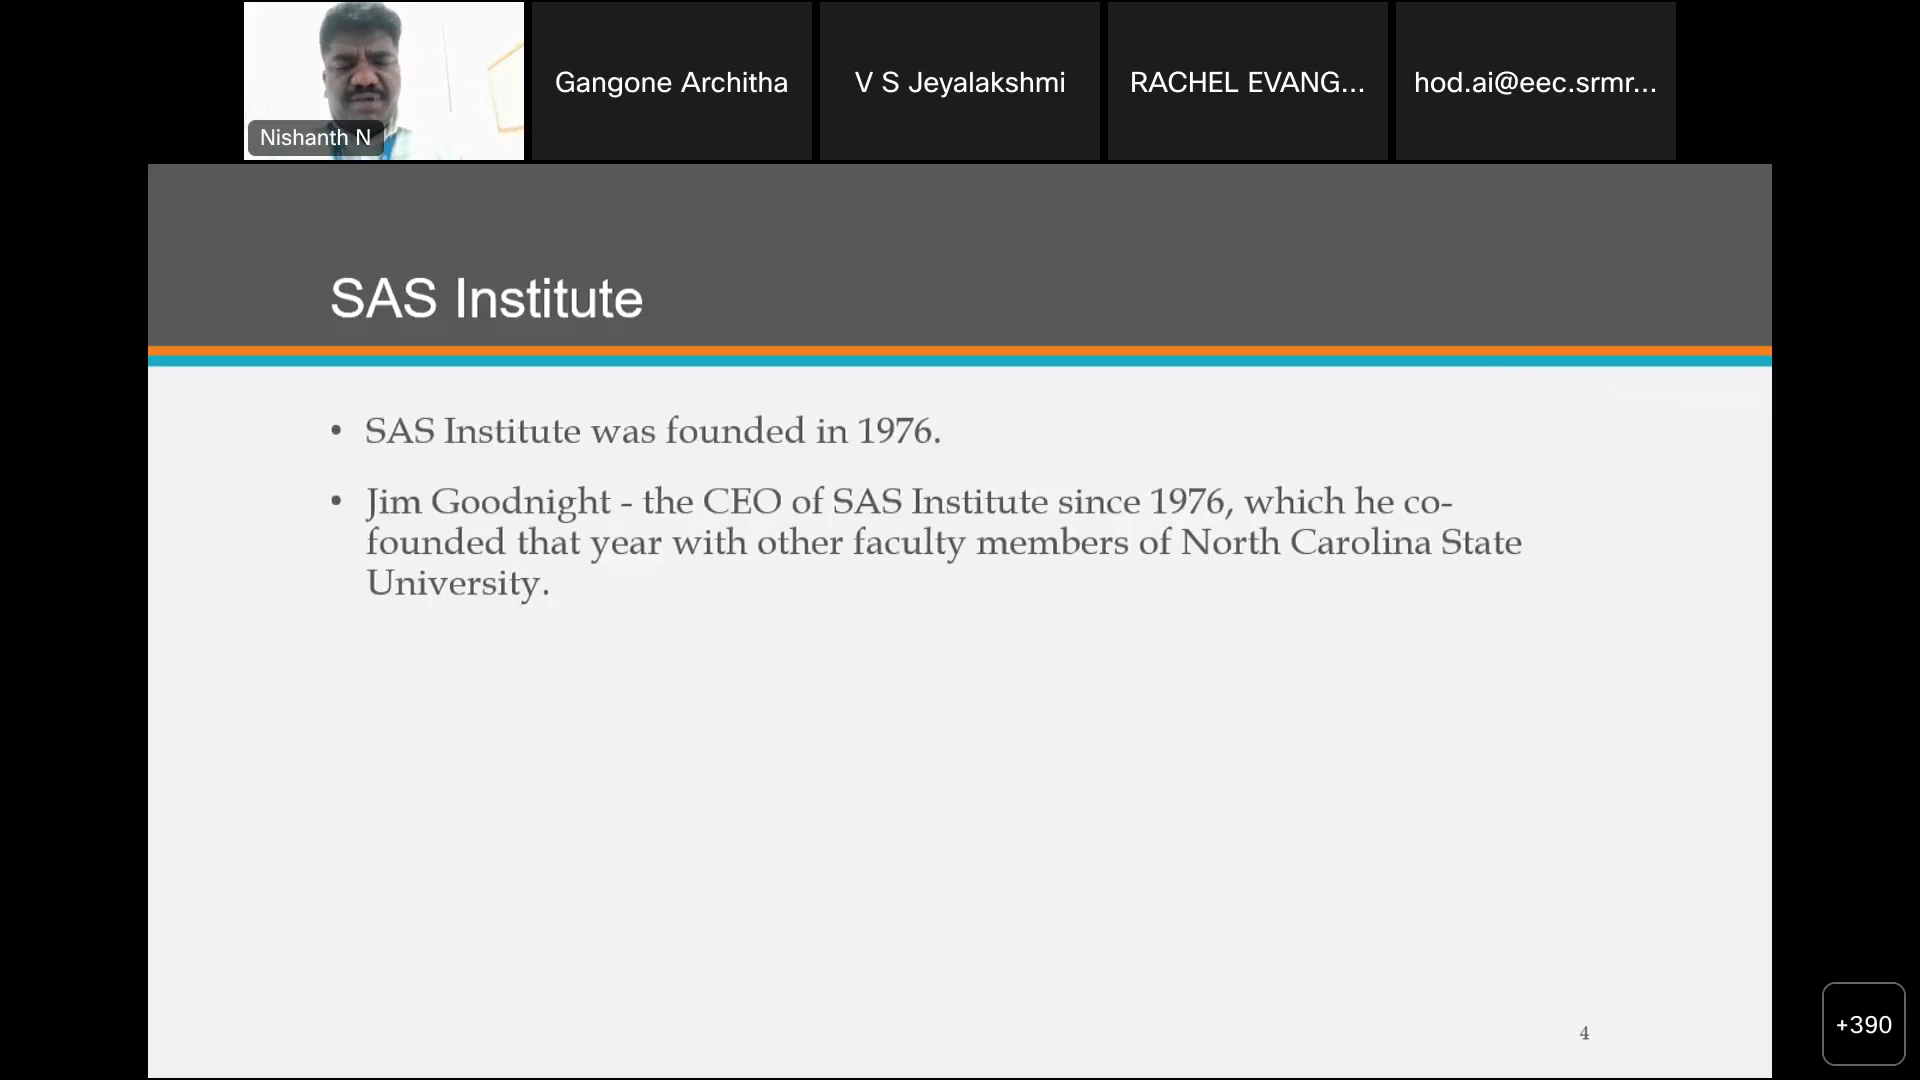 Nishanth N
Gangone Architha
V S Jeyalakshmi
RACHEL EVANG...
hod.ai@eec.srmr...
SAS Institute
• SAS Institute was founded in 1976.
• Jim Goodnight - the CEO of SAS Institute since 1976, which he co-
founded that year with other faculty members of North Carolina State
University.
4
+390